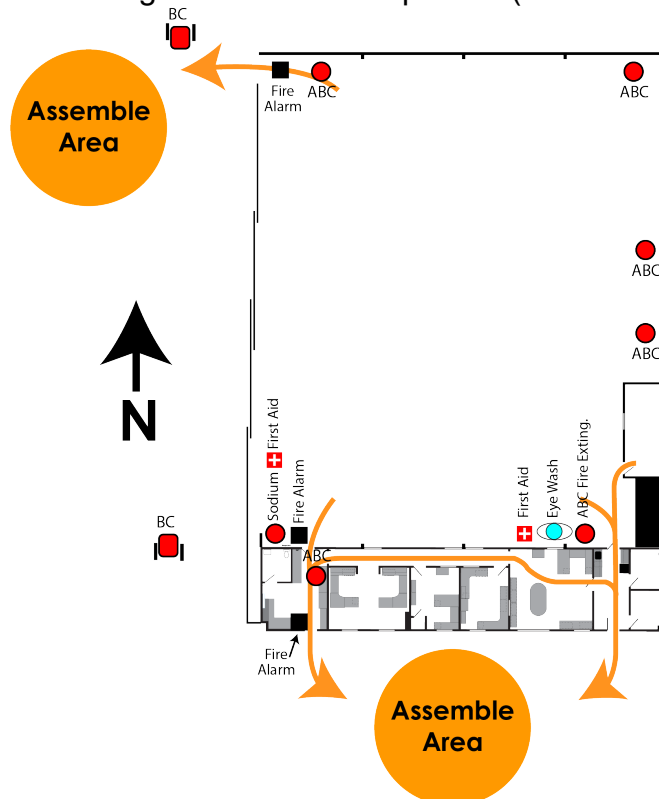 BC
Fire
Alarm
ABC
ABC
Assemble
Area
ABC
ABC
N
First Aid
Sodium
Fire Alarm
First Aid
Eye Wash
ABC Fire Exting.
BC
ABC
Fire
Alarm
Assemble
Area